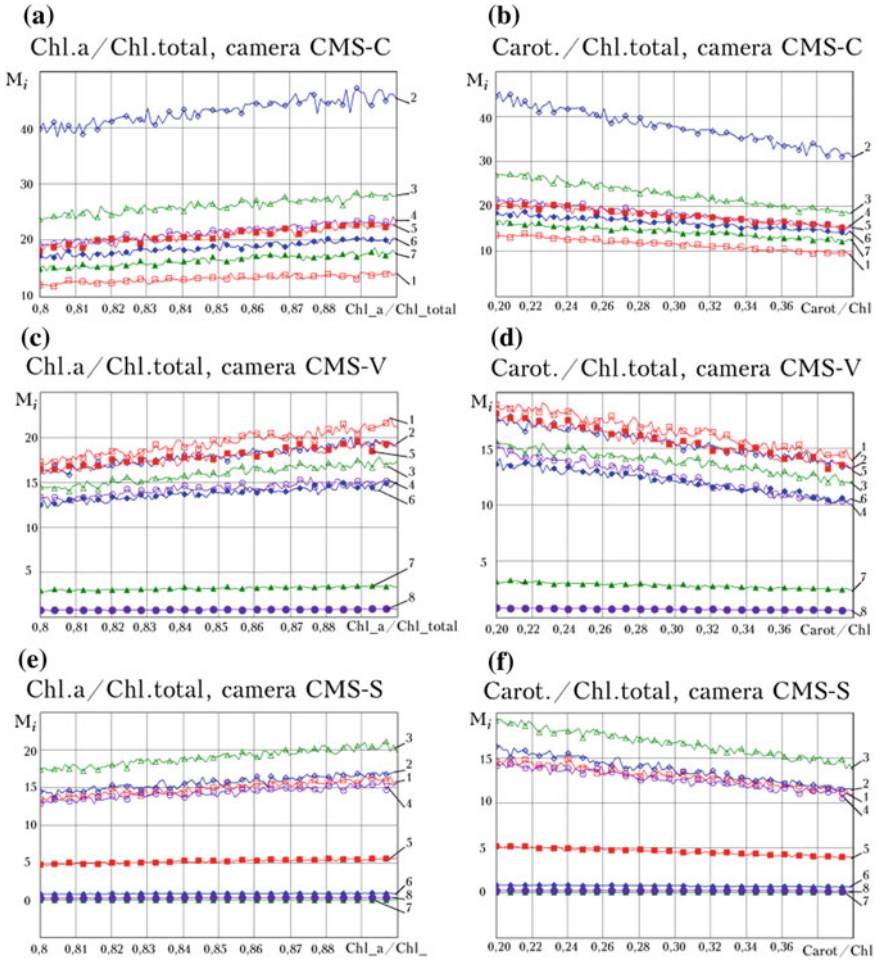 (a)
Chl.a/Chl.total, camera CMS-C
M_i
40
30
20
10
2
3
4
5
6
7
1
0,8 0,81 0,82 0,83 0,84 0,85 0,86 0,87 0,88 Chl_a/Chl_total
(b)
Carot./Chl.total, camera CMS-C
M_i
40
30
20
10
2
3
4
5
6
7
1
0,20 0,22 0,24 0,26 0,28 0,30 0,32 0,34 0,36 Carot/Chl
(c)
Chl.a/Chl.total, camera CMS-V
M_i
20
15
10
5
1
2
5
3
4
6
7
8
0,8 0,81 0,82 0,83 0,84 0,85 0,86 0,87 0,88 Chl_a/Chl_total
(d)
Carot./Chl.total, camera CMS-V
M_i
15
10
5
1
2
5
3
6
4
7
8
0,20 0,22 0,24 0,26 0,28 0,30 0,32 0,34 0,36 Carot/Chl
(e)
Chl.a/Chl.total, camera CMS-S
M_i
20
15
10
5
0
3
2
1
4
5
6
8
7
0,8 0,81 0,82 0,83 0,84 0,85 0,86 0,87 0,88 Chl_a/Chl_
(f)
Carot./Chl.total, camera CMS-S
M_i
15
10
5
0
3
2
1
4
5
6
8
7
0,20 0,22 0,24 0,26 0,28 0,30 0,32 0,34 0,36 Carot/Chl